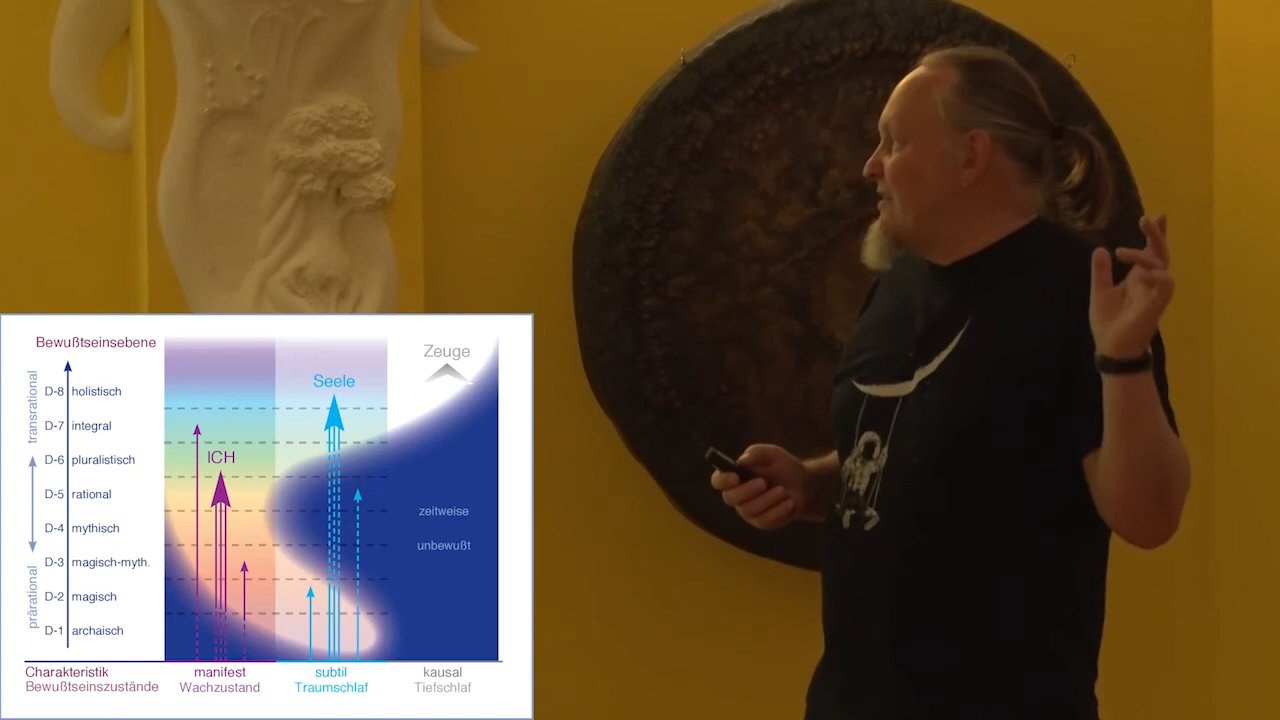 Bewußtseinsebene
transrational
prärational
D-8 holistisch
D-7 integral
D-6 pluralistisch
D-5 rational
D-4 mythisch
D-3 magisch-myth.
D-2 magisch
D-1 archaisch
ICH
Seele
Zeuge
zeitweise
unbewußt
Charakteristik
Bewußtseinszustände
manifest
Wachzustand
subtil
Traumschlaf
kausal
Tiefschlaf